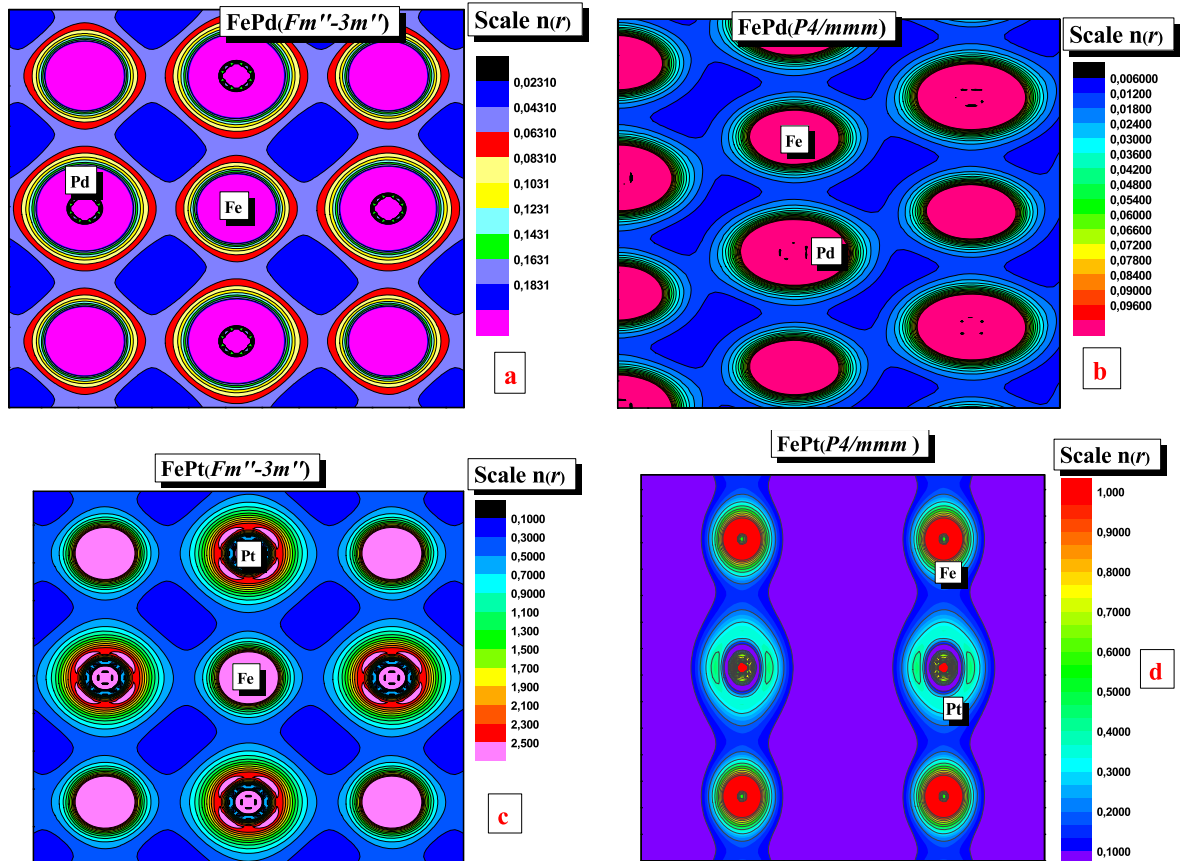 FePd(Fm"-3m")
Scale n(r)
0,02310
0,04310
0,06310
0,08310
0,1031
0,1231
0,1431
0,1631
0,1831
Pd
Fe
a
FePd(P4/mmm)
Scale n(r)
0,006000
0,01200
0,01800
0,02400
0,03000
0,03600
0,04200
0,04800
0,05400
0,06000
0,06600
0,07200
0,07800
0,08400
0,09000
0,09600
Fe
Pd
b
FePt(Fm"-3m")
Scale n(r)
0,1000
0,3000
0,5000
0,7000
0,9000
1,100
1,300
1,500
1,700
1,900
2,100
2,300
2,500
Pt
Fe
c
FePt(P4/mmm )
Scale n(r)
1,000
0,9000
0,8000
0,7000
0,6000
0,5000
0,4000
0,3000
0,2000
0,1000
Fe
Pt
d